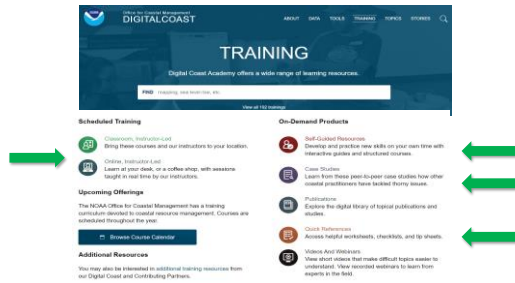 Office for Coastal Management
DIGITALCOAST
ABOUT DATA TOOLS TRAINING TOPICS STORIES
TRAINING
Digital Coast Academy offers a wide range of learning resources.
FIND mapping, sea level rise, etc.
View all 192 trainings
Scheduled Training
Classroom, Instructor-Led
Bring these courses and our instructors to your location.
Online, Instructor-Led
Learn at your desk, or a coffee shop, with sessions
taught in real time by our instructors.
Upcoming Offerings
The NOAA Office for Coastal Management has a training
curriculum devoted to coastal resource management. Courses are
scheduled throughout the year.
Browse Course Calendar
Additional Resources
You may also be interested in additional training resources from
our Digital Coast and Contributing Partners.
On-Demand Products
Self-Guided Resources
Develop and practice new skills on your own time with
interactive guides and structured courses.
Case Studies
Learn from these peer-to-peer case studies how other
coastal practitioners have tackled thorny issues.
Publications
Explore the digital library of topical publications and
studies.
Quick References
Access helpful worksheets, checklists, and tip sheets.
Videos And Webinars
View short videos that make difficult topics easier to
understand. View recorded webinars to learn from
experts in the field.